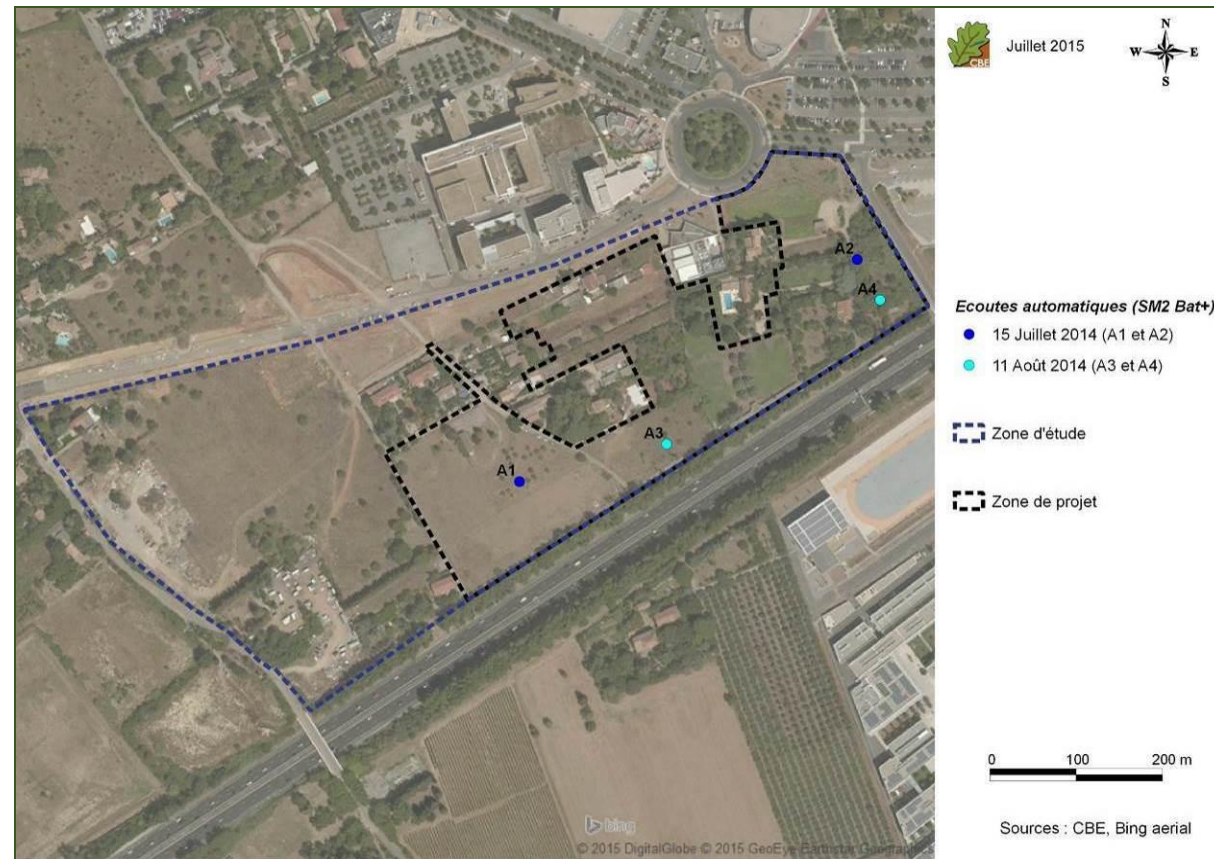 CBE
Juillet 2015
N
W E
S
A2
A4
A3
A1
Ecoutes automatiques (SM2 Bat+)
15 Juillet 2014 (A1 et A2)
11 Août 2014 (A3 et A4)
Zone d'étude
Zone de projet
0 100 200 m
Sources : CBE, Bing aerial
bing
© 2015 DigitalGlobe © 2015 GeoEye Earthstar Geographics